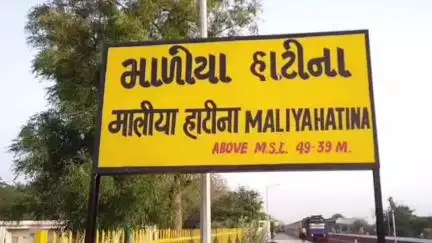 માળીયા હાટીના
मालीया हाटीना MALIYAHATINA
ABOVE M.S.L. 49-39 M.